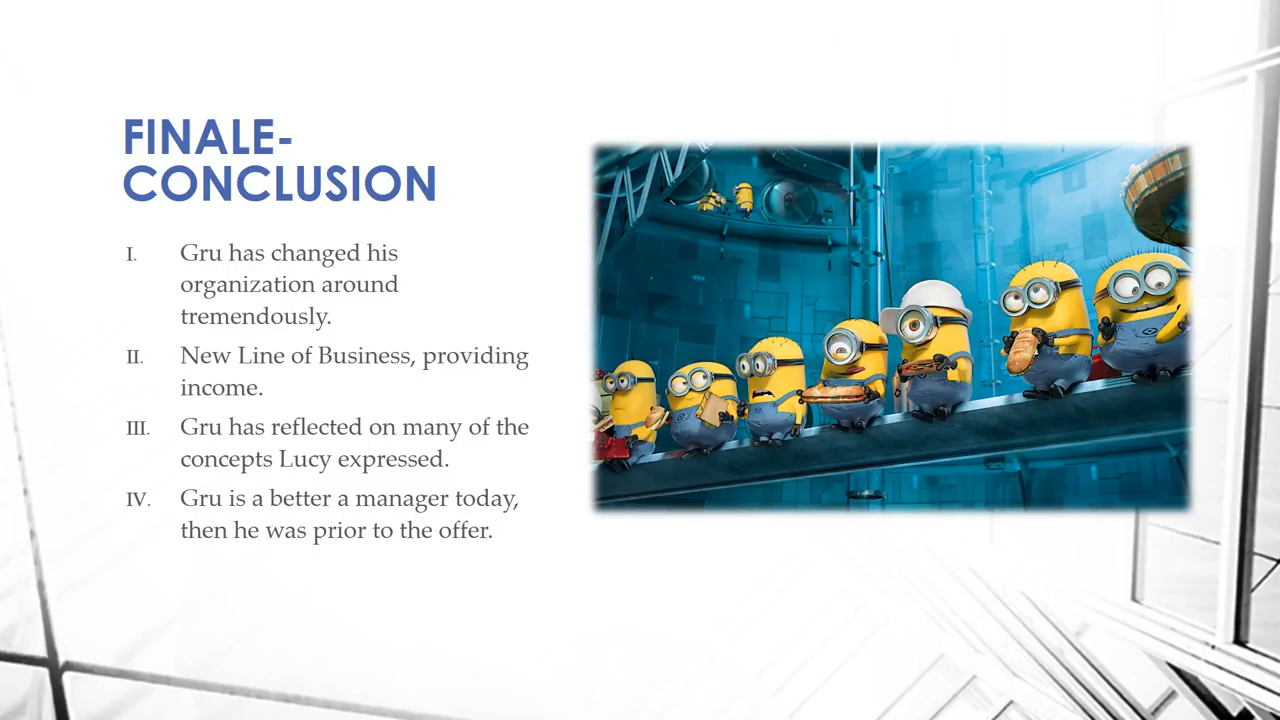 FINALE-
CONCLUSION
I. Gru has changed his
organization around
tremendously.
II. New Line of Business, providing
income.
III. Gru has reflected on many of the
concepts Lucy expressed.
IV. Gru is a better a manager today,
then he was prior to the offer.